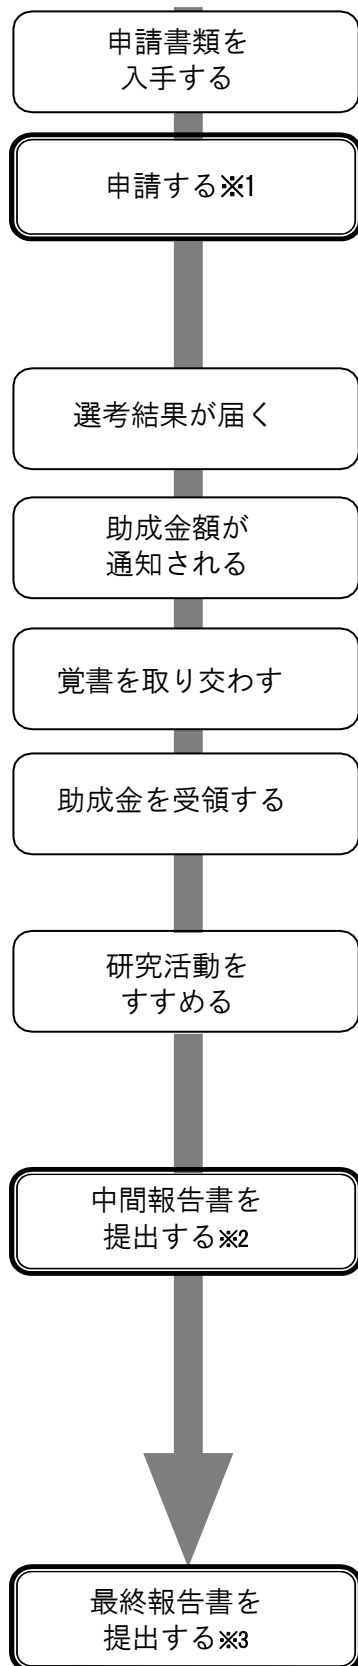 申請書類を
入手する
申請する※1
選考結果が届く
助成金額が
通知される
覚書を取り交わす
助成金を受領する
研究活動を
すすめる
中間報告書を
提出する※2
最終報告書を
提出する※3